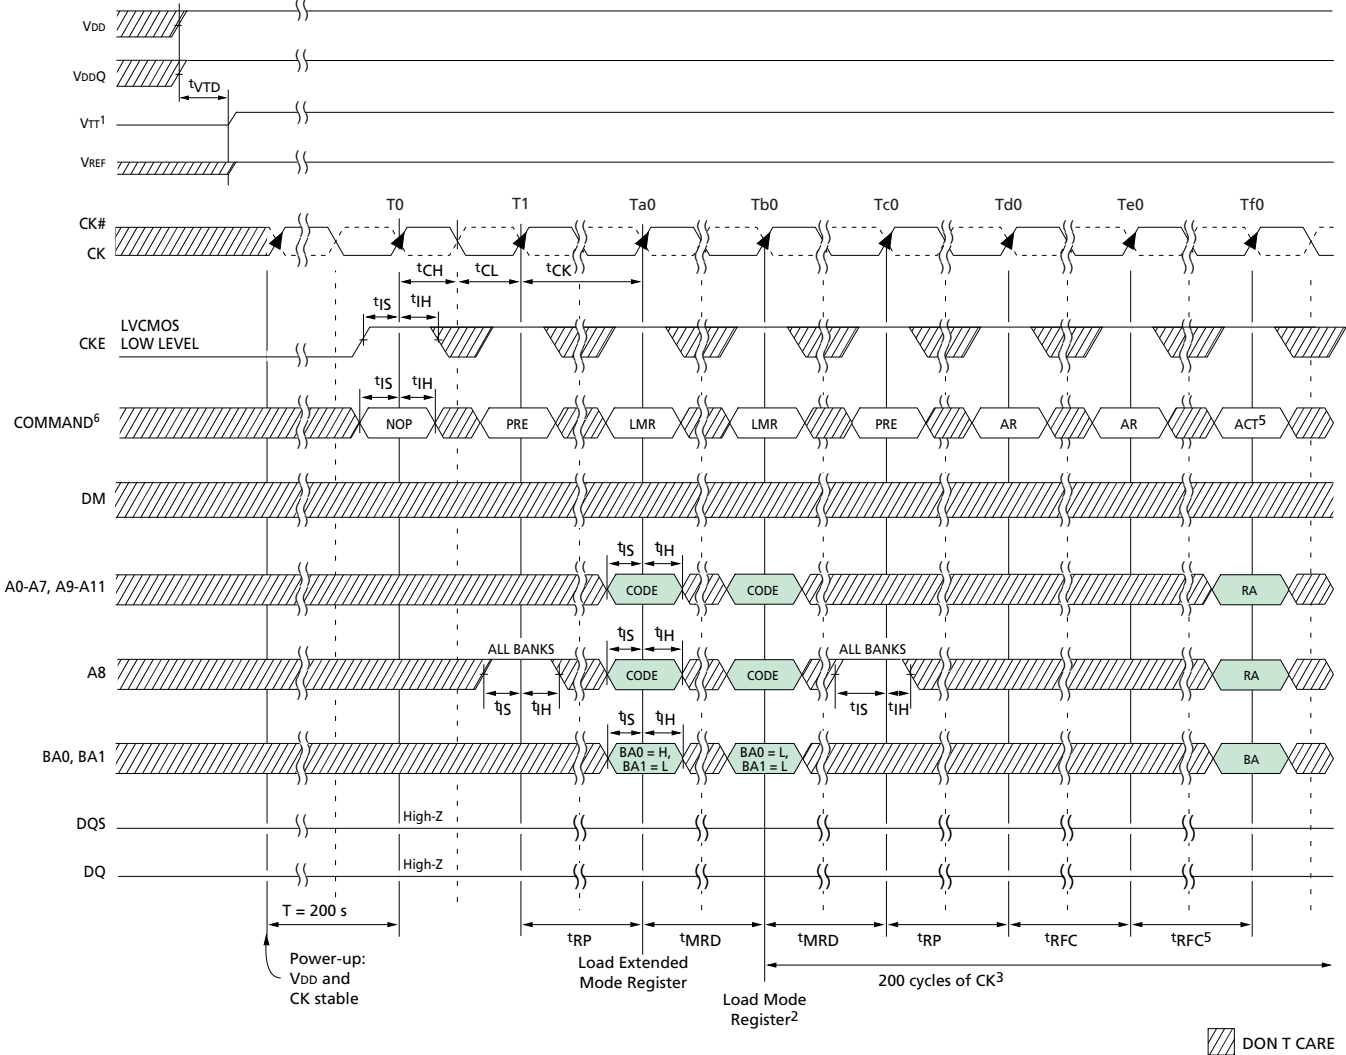 VDD
VDDQ
tVTD
VTT1
VREF
T0 T1 Ta0 Tb0 Tc0 Td0 Te0 Tf0
CK#
CK
tCH tCL tCK
tIS tIH
LVCMOS
LOW LEVEL
CKE
tIS tIH
COMMAND6 NOP PRE LMR LMR PRE AR AR ACT5
DM
tIS tIH
A0-A7, A9-A11 CODE CODE RA
tIS tIH
ALL BANKS ALL BANKS
A8 CODE CODE RA
tIS tIH tIS tIH
tIS tIH
BA0, BA1 BA0 = H, BA1 = L BA0 = L, BA1 = L BA
DQS High-Z
DQ High-Z
T = 200 s
tRP tMRD tMRD tRP tRFC tRFC5
Power-up:
VDD and
CK stable
Load Extended
Mode Register
200 cycles of CK3
Load Mode
Register2
DON T CARE